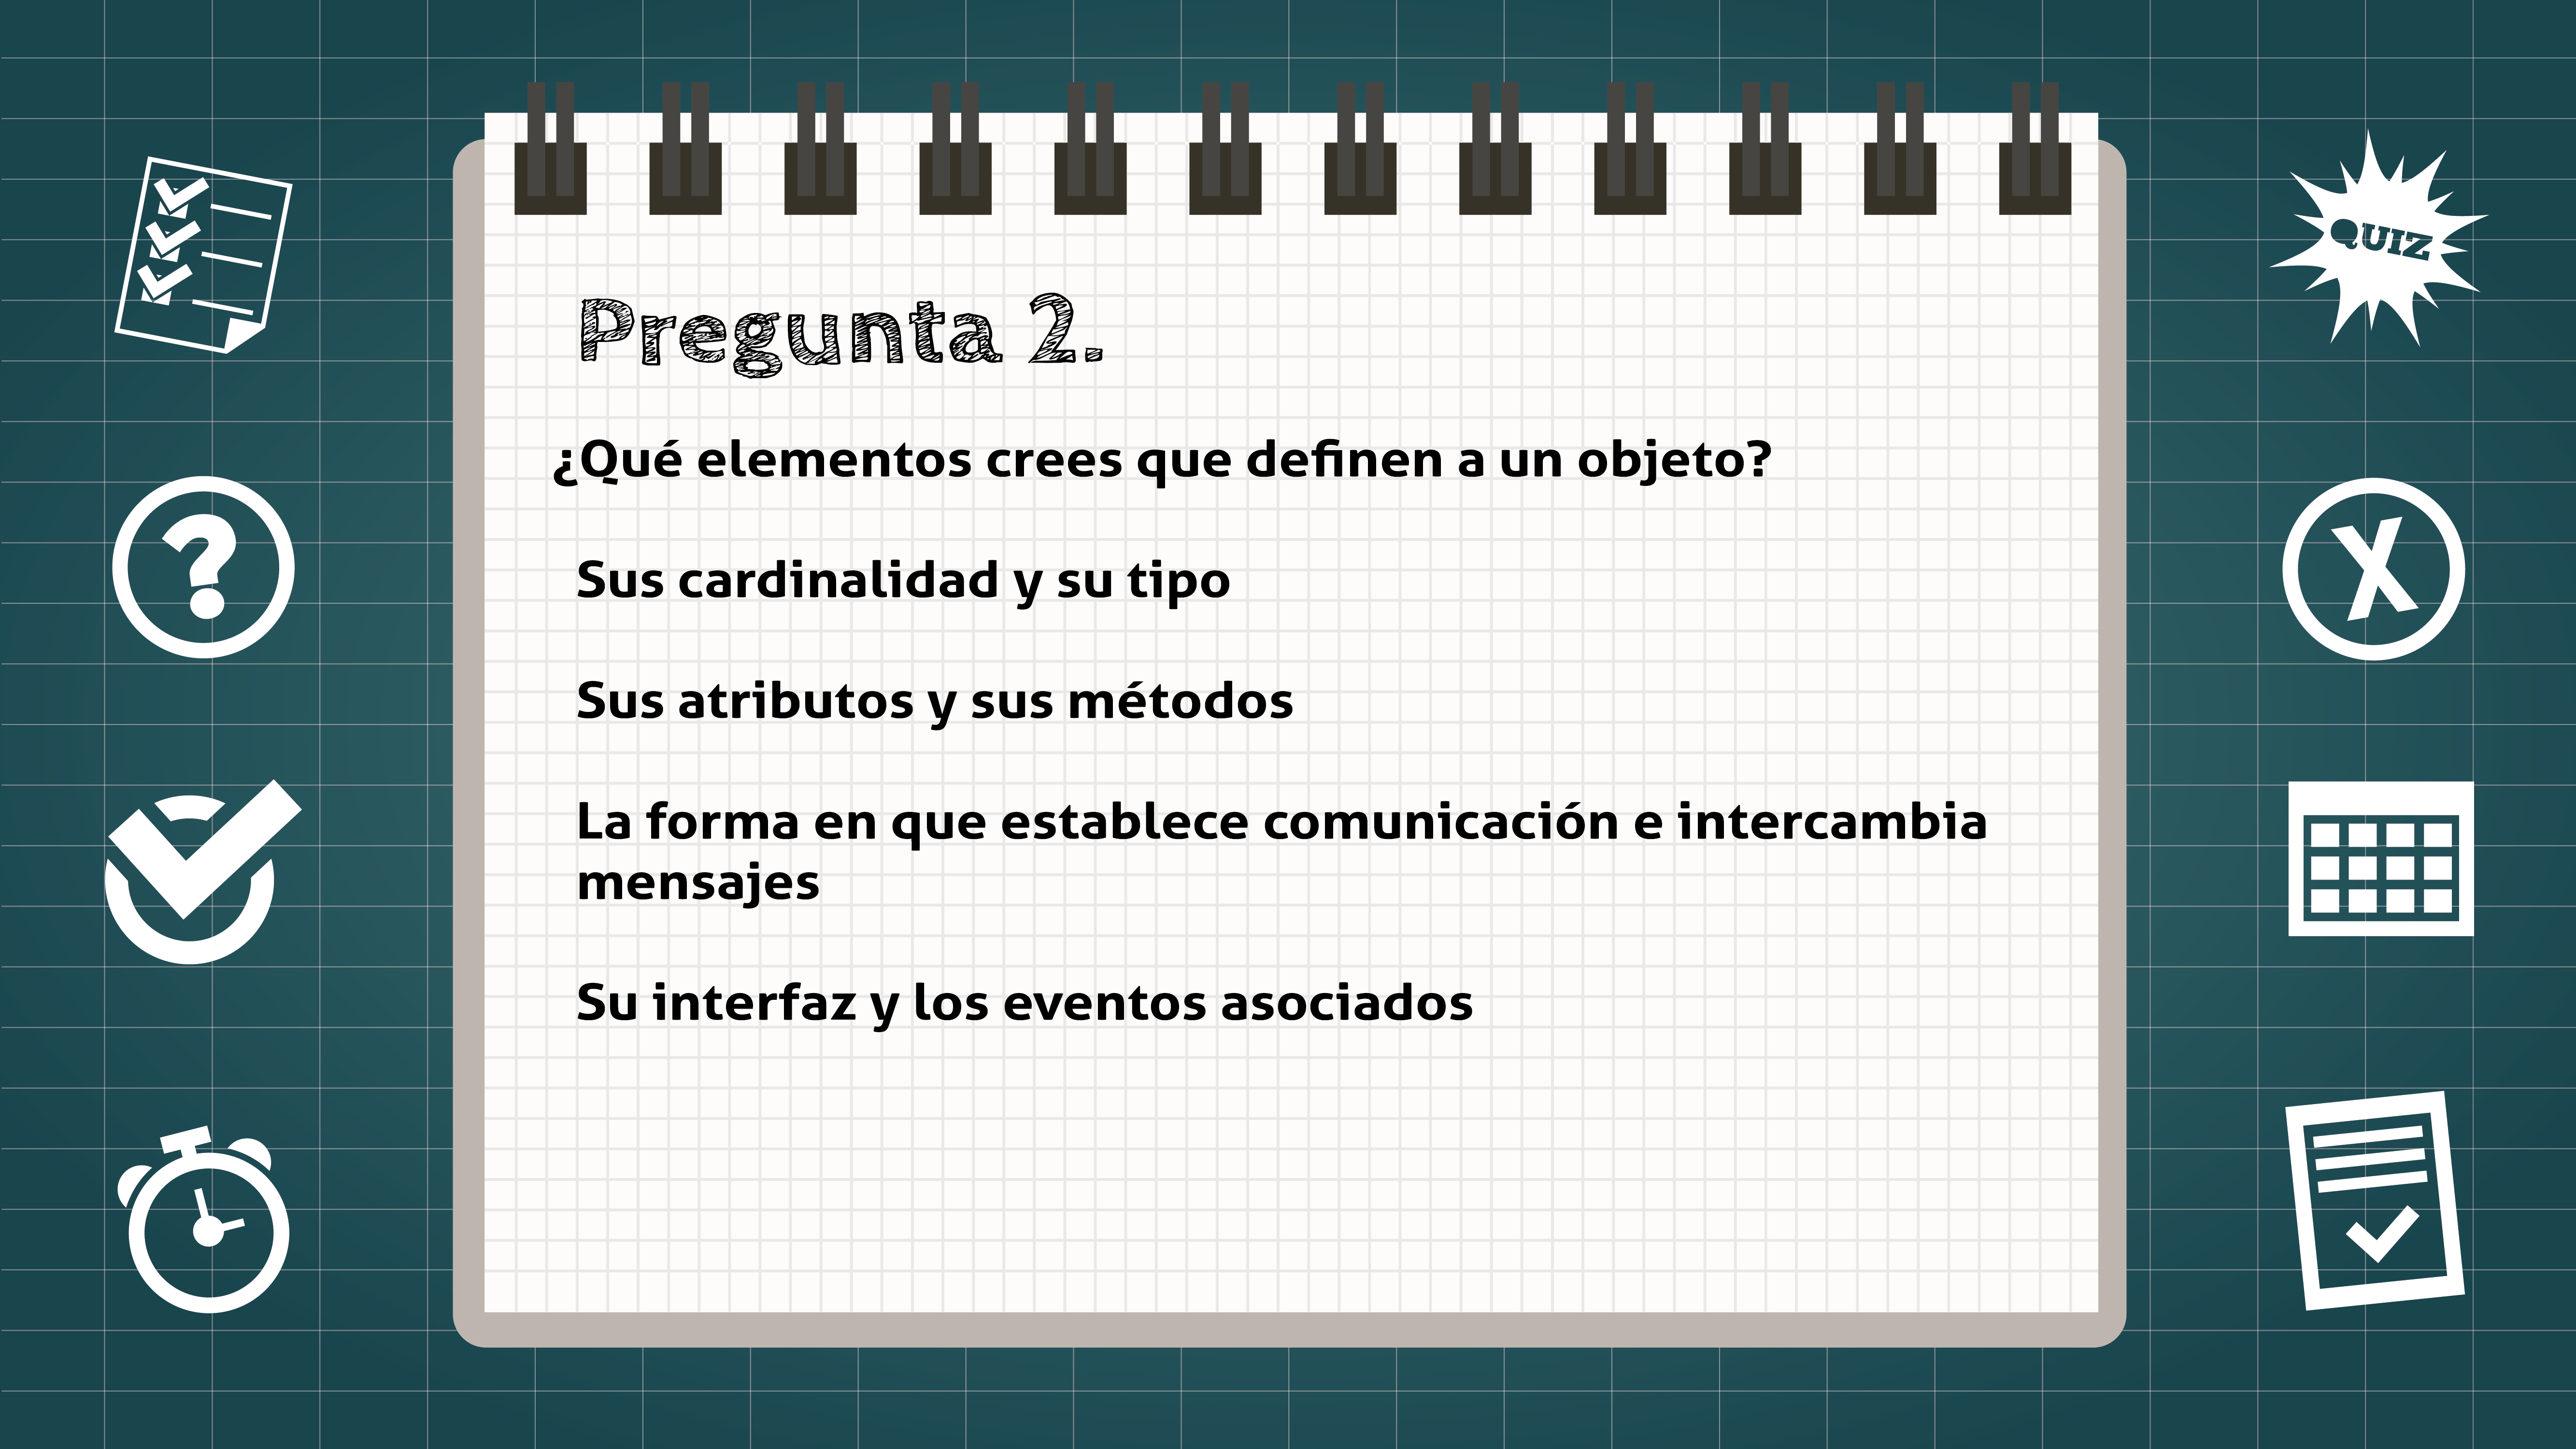 Pregunta 2.
¿Qué elementos crees que definen a un objeto?
Sus cardinalidad y su tipo
Sus atributos y sus métodos
La forma en que establece comunicación e intercambia
mensajes
Su interfaz y los eventos asociados
QUIZ
?
X